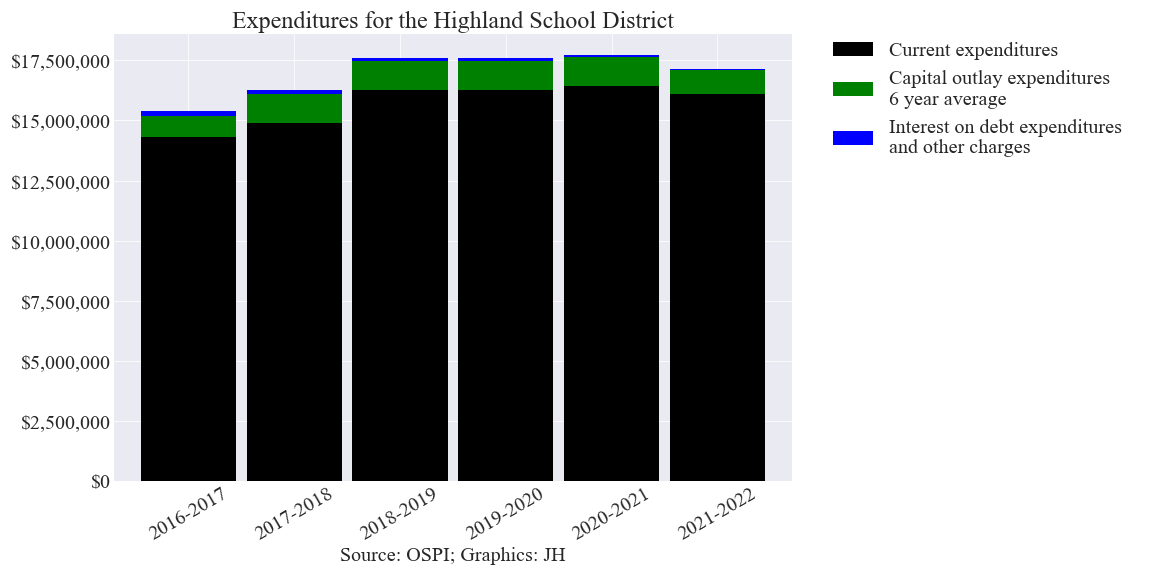 Expenditures for the Highland School District
$17,500,000
$15,000,000
$12,500,000
$10,000,000
$7,500,000
$5,000,000
$2,500,000
$0
2016-2017
2017-2018
2018-2019
2019-2020
2020-2021
2021-2022
Source: OSPI; Graphics: JH
Current expenditures
Capital outlay expenditures
6 year average
Interest on debt expenditures
and other charges